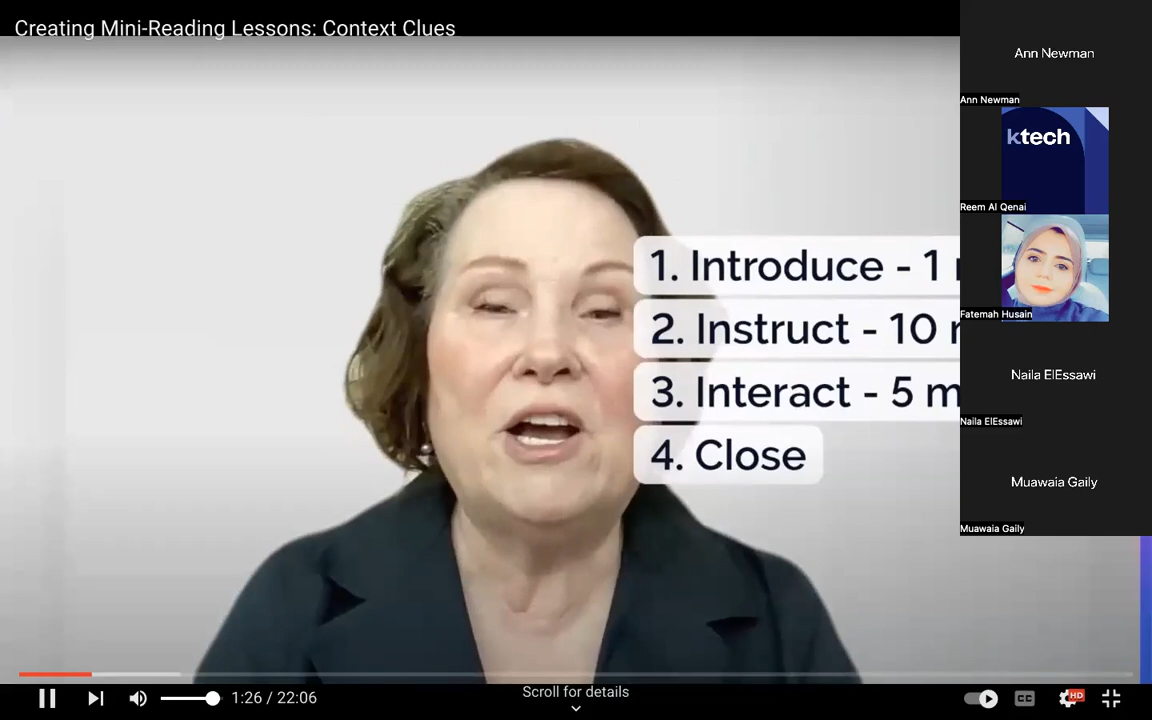 Creating Mini-Reading Lessons: Context Clues
1. Introduce - 1
2. Instruct - 10
3. Interact - 5 m
4. Close
Ann Newman
Ann Newman
ktech
Reem Al Qenai
Fatemah Husain
Naila ElEssawi
Naila ElEssawi
Muawaia Gaily
Muawaia Gaily
1:26 / 22:06
Scroll for details
CC
HD